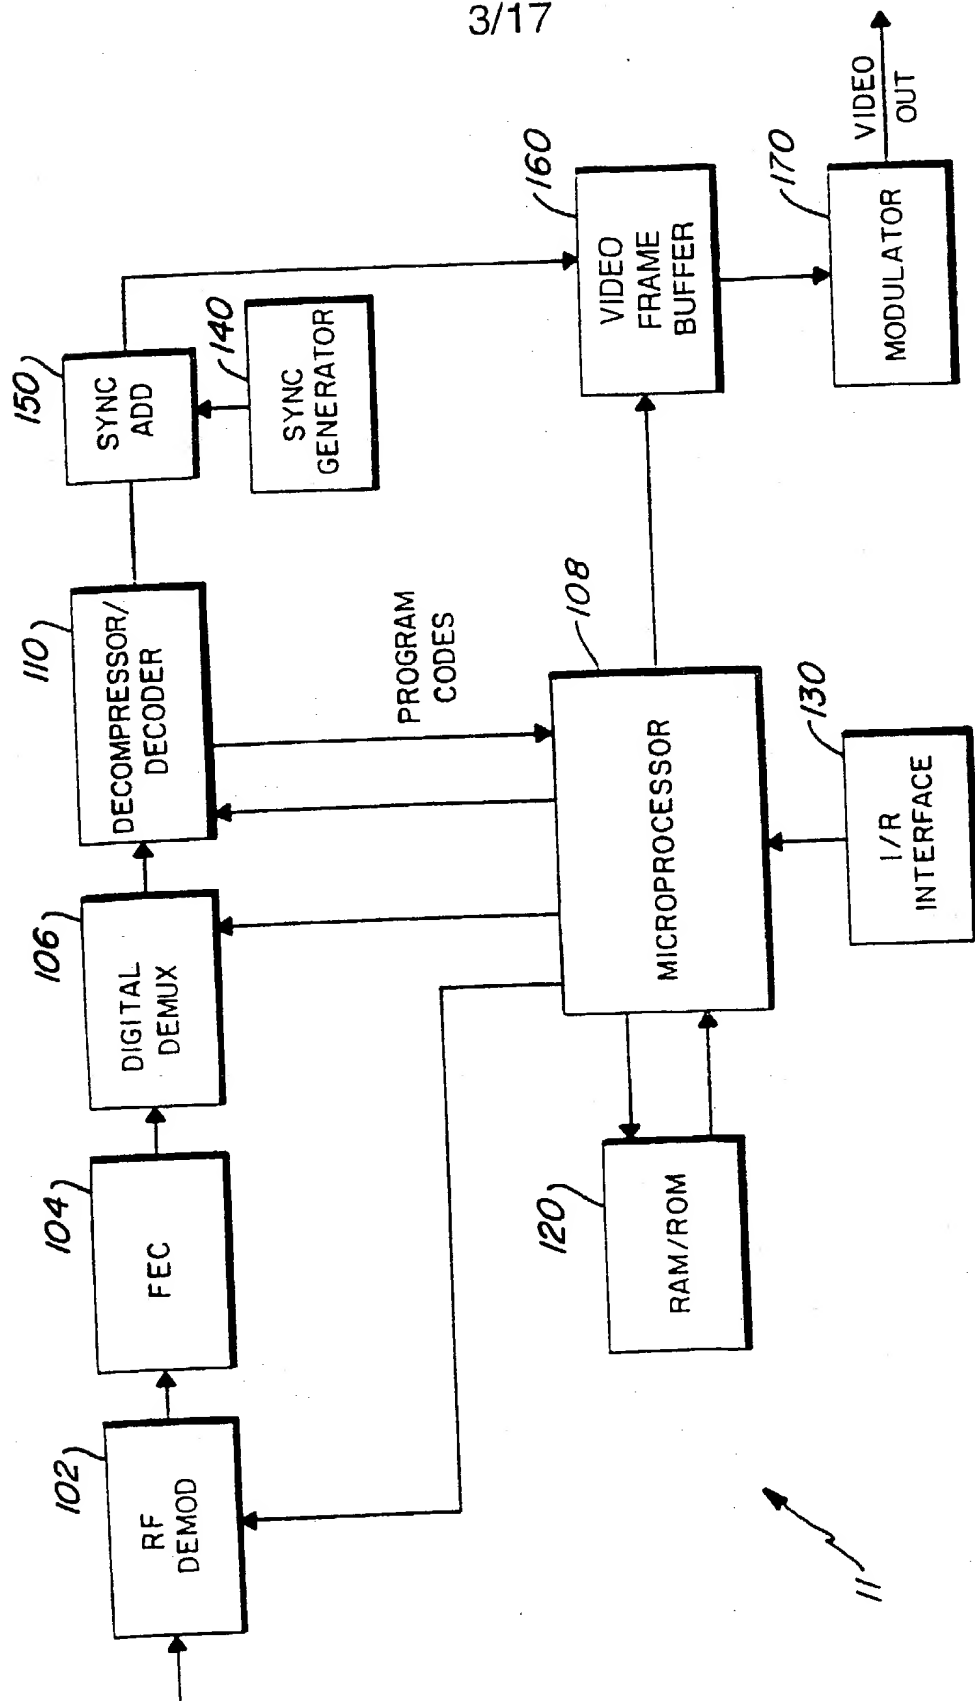 3/17
102
RF
DEMOD
104
FEC
106
DIGITAL
DEMUX
110
DECOMPRESSOR/
DECODER
150
SYNC
ADD
140
SYNC
GENERATOR
PROGRAM
CODES
120
RAM/ROM
108
MICROPROCESSOR
160
VIDEO
FRAME
BUFFER
130
I/R
INTERFACE
170
MODULATOR
VIDEO
OUT
11